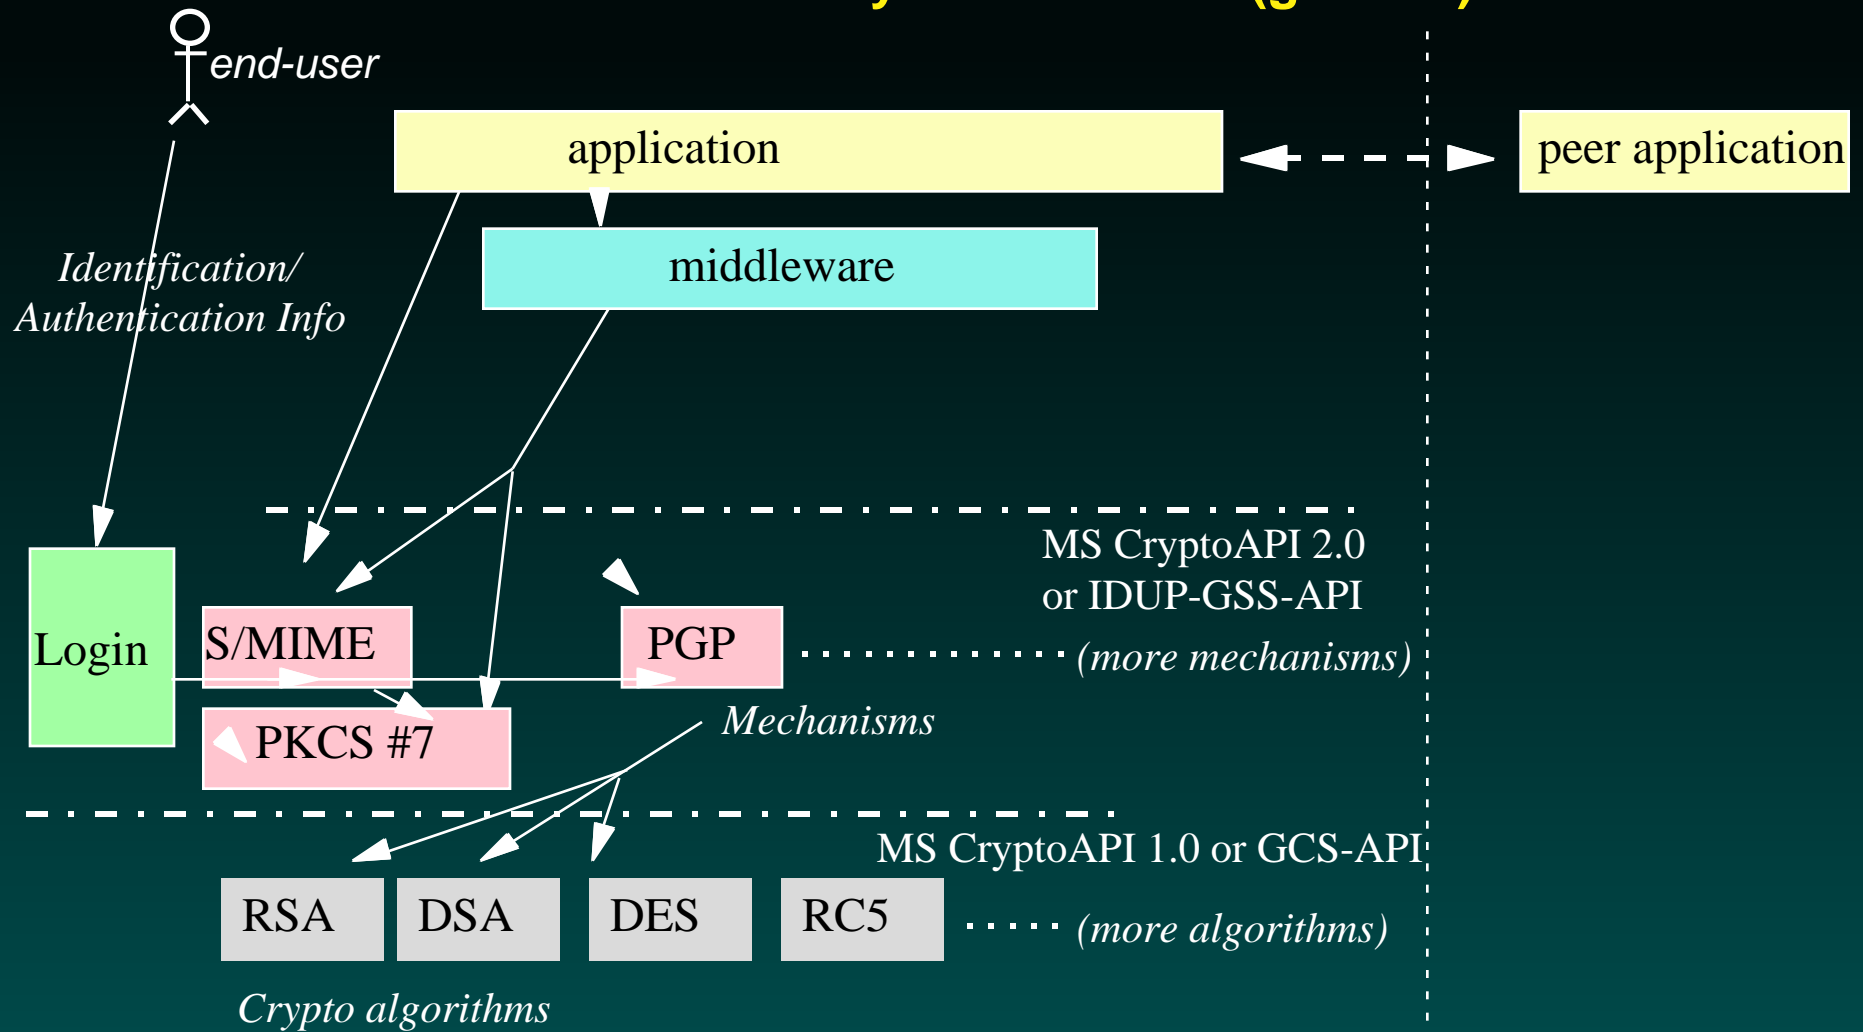 end-user
application
peer application
Identification/
Authentication Info
middleware
MS CryptoAPI 2.0
or IDUP-GSS-API
Login
S/MIME
PGP
(more mechanisms)
Mechanisms
PKCS #7
MS CryptoAPI 1.0 or GCS-API
RSA
DSA
DES
RC5
(more algorithms)
Crypto algorithms